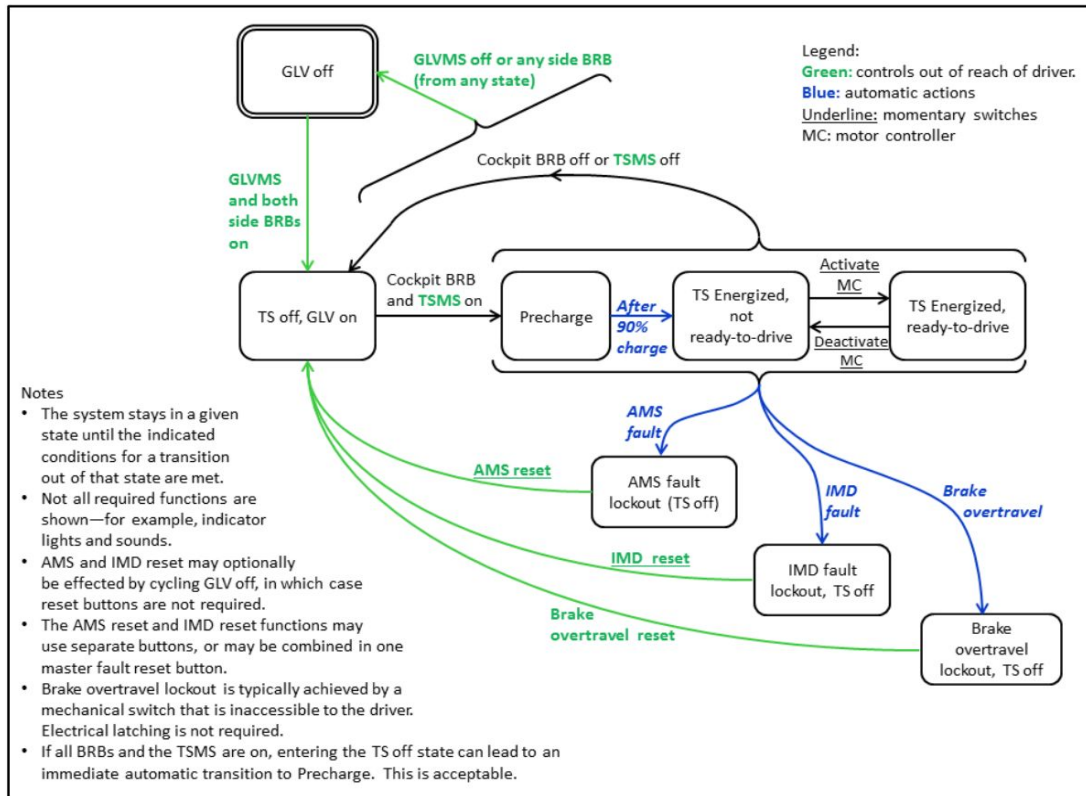 GLV off
GLVMS off or any side BRB
(from any state)
Legend:
Green: controls out of reach of driver.
Blue: automatic actions
Underline: momentary switches
MC: motor controller
Cockpit BRB off or TSMS off
GLVMS
and both
side BRBs
on
TS off, GLV on
Cockpit BRB
and TSMS on
Precharge
After
90%
charge
TS Energized,
not
ready-to-drive
Activate
MC
Deactivate
MC
TS Energized,
ready-to-drive
Notes
• The system stays in a given
state until the indicated
conditions for a transition
out of that state are met.
• Not all required functions are
shown—for example, indicator
lights and sounds.
• AMS and IMD reset may optionally
be effected by cycling GLV off, in which case
reset buttons are not required.
• The AMS reset and IMD reset functions may
use separate buttons, or may be combined in one
master fault reset button.
• Brake overtravel lockout is typically achieved by a
mechanical switch that is inaccessible to the driver.
Electrical latching is not required.
• If all BRBs and the TSMS are on, entering the TS off state can lead to an
immediate automatic transition to Precharge. This is acceptable.
AMS
fault
AMS reset
AMS fault
lockout (TS off)
IMD
fault
Brake
overtravel
IMD reset
IMD fault
lockout, TS off
Brake
overtravel reset
Brake
overtravel
lockout, TS off